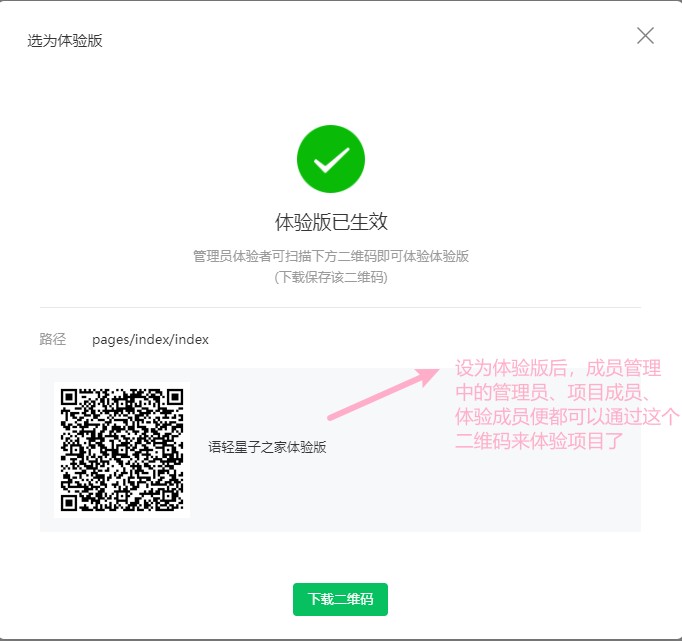 选为体验版
体验版已生效
管理员体验者可扫描下方二维码即可体验体验版
(下载保存该二维码)
路径 pages/index/index
设为体验版后，成员管理
中的管理员、项目成员、
体验成员便都可以通过这个
二维码来体验项目了
语轻星子之家体验版
下载二维码